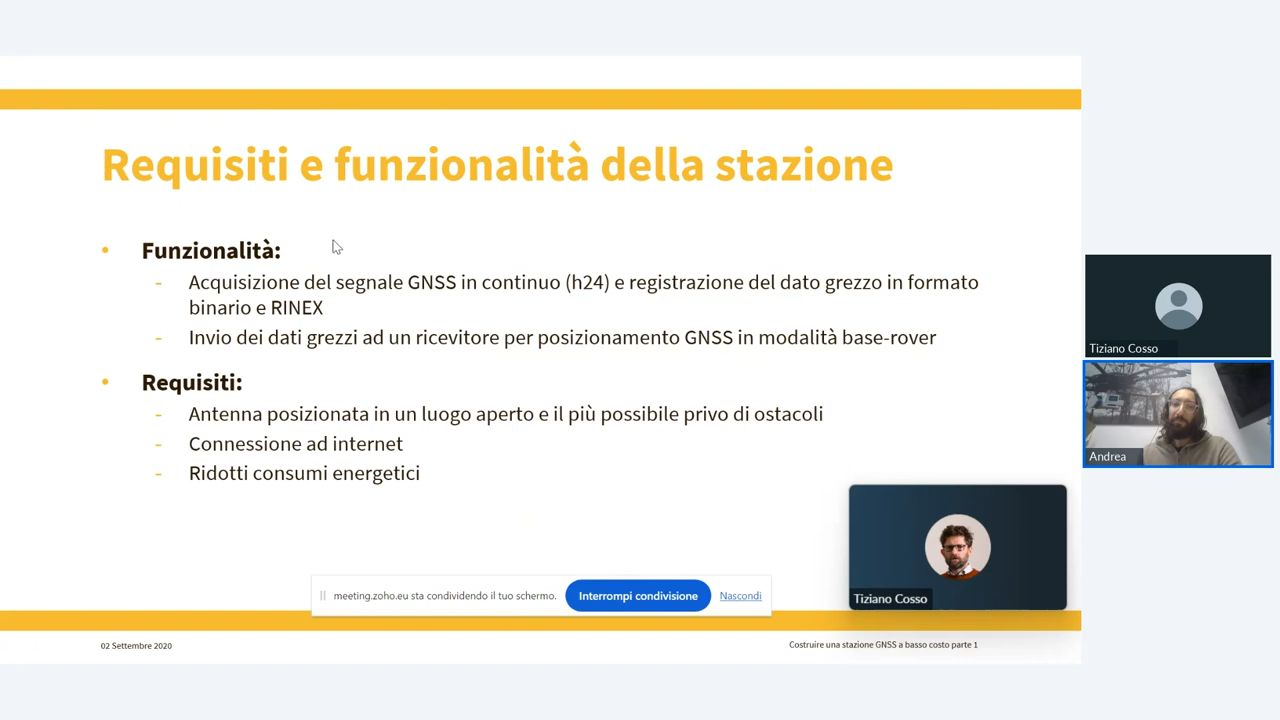 Requisiti e funzionalità della stazione
• Funzionalità:
- Acquisizione del segnale GNSS in continuo (h24) e registrazione del dato grezzo in formato
binario e RINEX
- Invio dei dati grezzi ad un ricevitore per posizionamento GNSS in modalità base-rover
• Requisiti:
- Antenna posizionata in un luogo aperto e il più possibile privo di ostacoli
- Connessione ad internet
- Ridotti consumi energetici
Tiziano Cosso
Andrea
Tiziano Cosso
meeting.zoho.eu sta condividendo il tuo schermo.
Interrompi condivisione
Nascondi
02 Settembre 2020
Costruire una stazione GNSS a basso costo parte 1